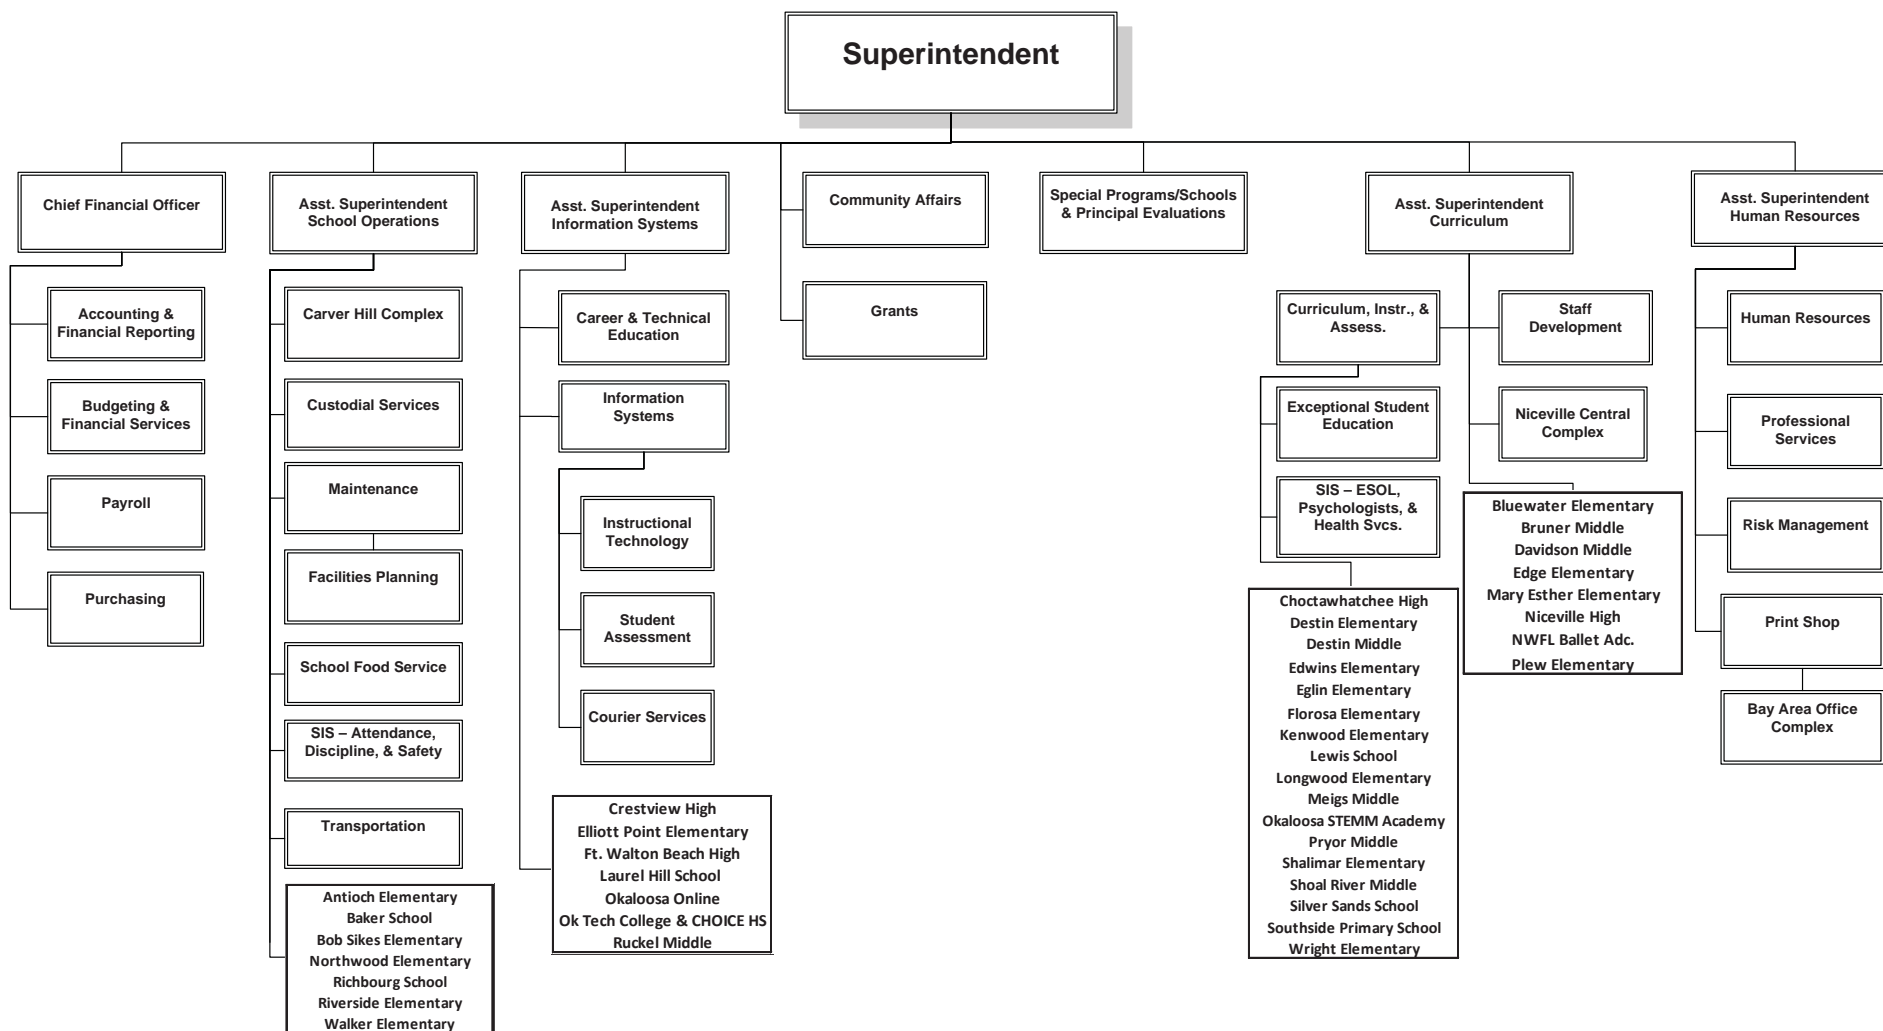 Superintendent
Chief Financial Officer
Accounting &
Financial Reporting
Budgeting &
Financial Services
Payroll
Purchasing
Asst. Superintendent
School Operations
Carver Hill Complex
Custodial Services
Maintenance
Facilities Planning
School Food Service
SIS – Attendance,
Discipline, & Safety
Transportation
Antioch Elementary
Baker School
Bob Sikes Elementary
Northwood Elementary
Richbourg School
Riverside Elementary
Walker Elementary
Asst. Superintendent
Information Systems
Career & Technical
Education
Information
Systems
Instructional
Technology
Student
Assessment
Courier Services
Crestview High
Elliott Point Elementary
Ft. Walton Beach High
Laurel Hill School
Okaloosa Online
Ok Tech College & CHOICE HS
Ruckel Middle
Community Affairs
Grants
Special Programs/Schools
& Principal Evaluations
Asst. Superintendent
Curriculum
Curriculum, Instr., &
Assess.
Exceptional Student
Education
SIS – ESOL,
Psychologists, &
Health Svcs.
Choctawhatchee High
Destin Elementary
Destin Middle
Edwins Elementary
Eglin Elementary
Florosa Elementary
Kenwood Elementary
Lewis School
Longwood Elementary
Meigs Middle
Okaloosa STEMM Academy
Pryor Middle
Shalimar Elementary
Shoal River Middle
Silver Sands School
Southside Primary School
Wright Elementary
Staff
Development
Niceville Central
Complex
Bluewater Elementary
Bruner Middle
Davidson Middle
Edge Elementary
Mary Esther Elementary
Niceville High
NWFL Ballet Adc.
Plew Elementary
Asst. Superintendent
Human Resources
Human Resources
Professional
Services
Risk Management
Print Shop
Bay Area Office
Complex